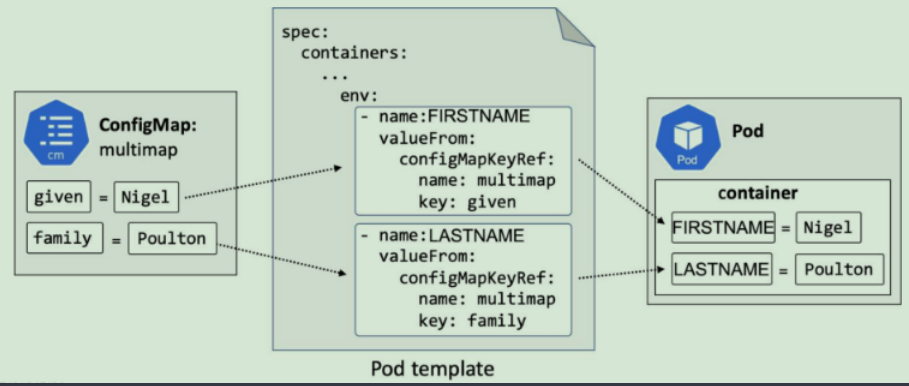 spec:
containers:
...
env:
- name:FIRSTNAME
valueFrom:
configMapKeyRef:
name: multimap
key: given
- name:LASTNAME
valueFrom:
configMapKeyRef:
name: multimap
key: family
Pod template
ConfigMap:
multimap
cm
given = Nigel
family = Poulton
Pod
Pod
container
FIRSTNAME = Nigel
LASTNAME = Poulton